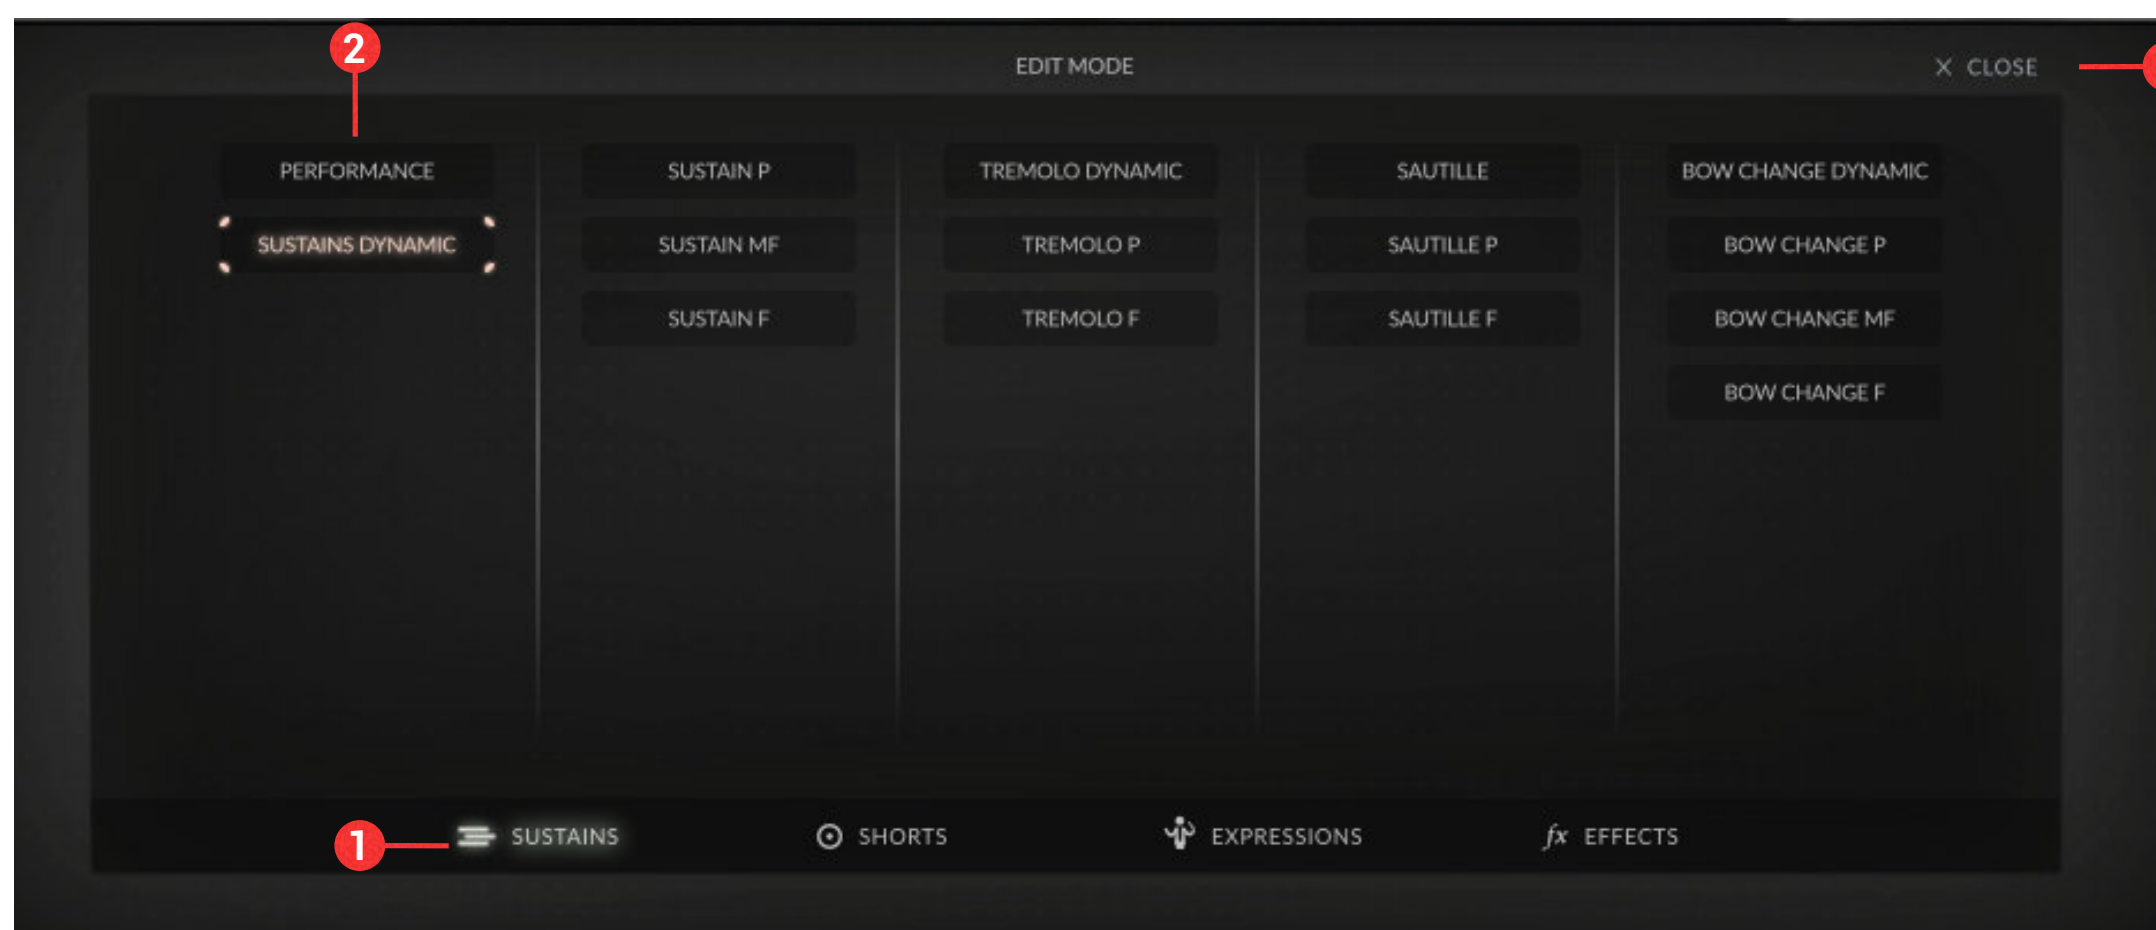 2
EDIT MODE
X CLOSE
PERFORMANCE
SUSTAIN P
TREMOLO DYNAMIC
SAUTILLE
BOW CHANGE DYNAMIC
SUSTAINS DYNAMIC
SUSTAIN MF
TREMOLO P
SAUTILLE P
BOW CHANGE P
SUSTAIN F
TREMOLO F
SAUTILLE F
BOW CHANGE MF
BOW CHANGE F
1
SUSTAINS
SHORTS
EXPRESSIONS
fx EFFECTS